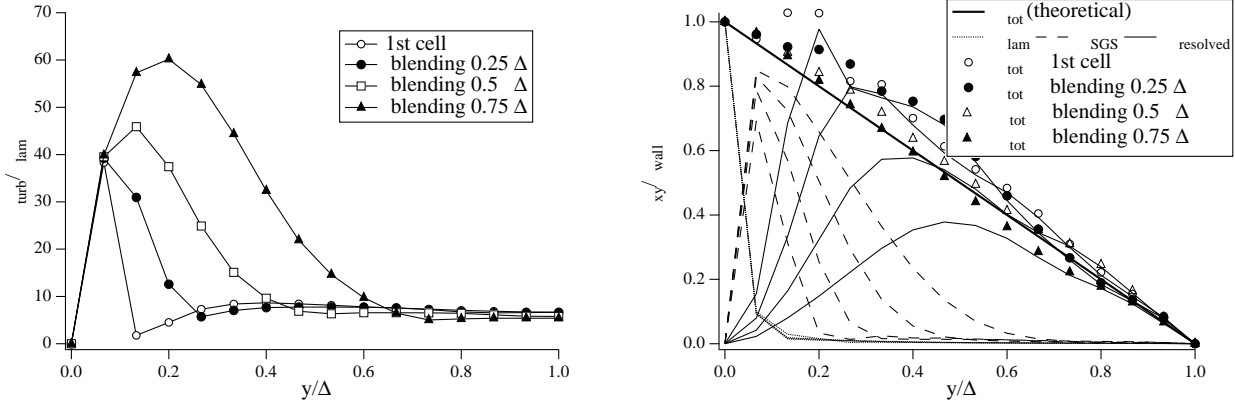 70
60
50
40
30
20
10
0
turb/ lam
0.0 0.2 0.4 0.6 0.8 1.0
y/Δ
1st cell
blending 0.25 Δ
blending 0.5 Δ
blending 0.75 Δ
1.0
0.8
0.6
0.4
0.2
0.0
xy/ wall
0.0 0.2 0.4 0.6 0.8 1.0
y/Δ
tot (theoretical)
lam SGS resolved
tot 1st cell
tot blending 0.25 Δ
tot blending 0.5 Δ
tot blending 0.75 Δ